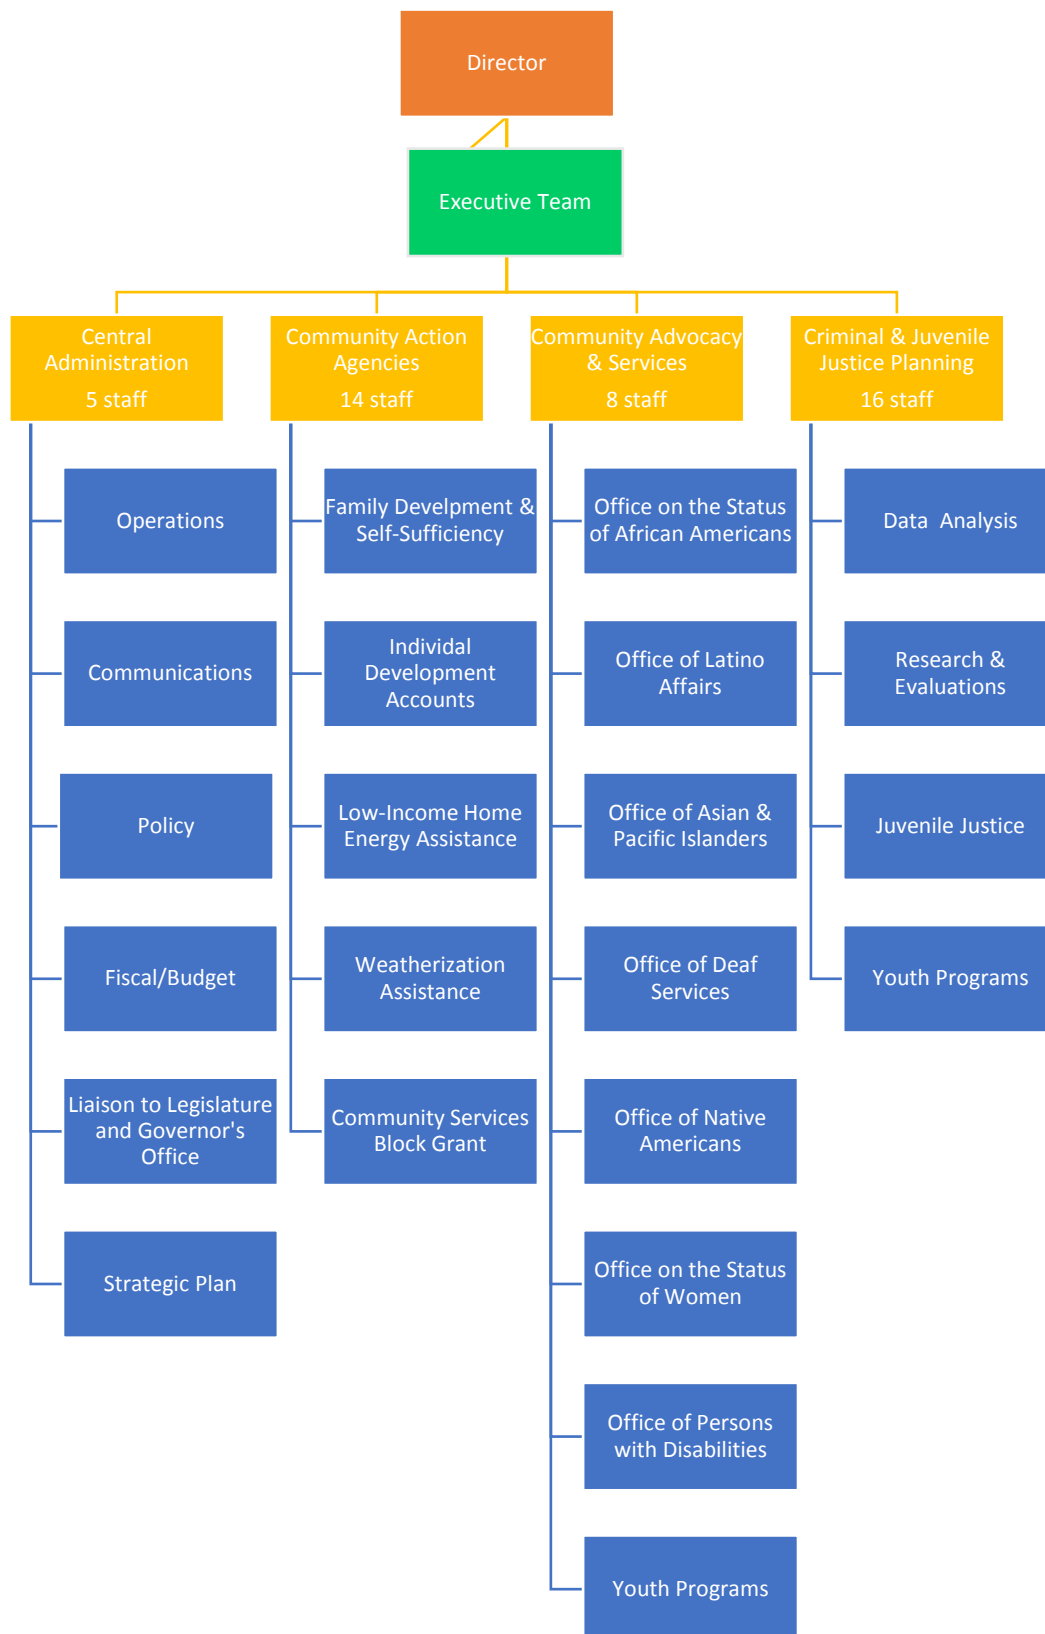 Director
Executive Team
Central
Administration
5 staff
Community Action
Agencies
14 staff
Community Advocacy
& Services
8 staff
Criminal & Juvenile
Justice Planning
16 staff
Operations
Communications
Policy
Fiscal/Budget
Liaison to Legislature
and Governor's
Office
Strategic Plan
Family Develpment &
Self-Sufficiency
Individal
Development
Accounts
Low-Income Home
Energy Assistance
Weatherization
Assistance
Community Services
Block Grant
Office on the Status
of African Americans
Office of Latino
Affairs
Office of Asian &
Pacific Islanders
Office of Deaf
Services
Office of Native
Americans
Office on the Status
of Women
Office of Persons
with Disabilities
Youth Programs
Data  Analysis
Research &
Evaluations
Juvenile Justice
Youth Programs